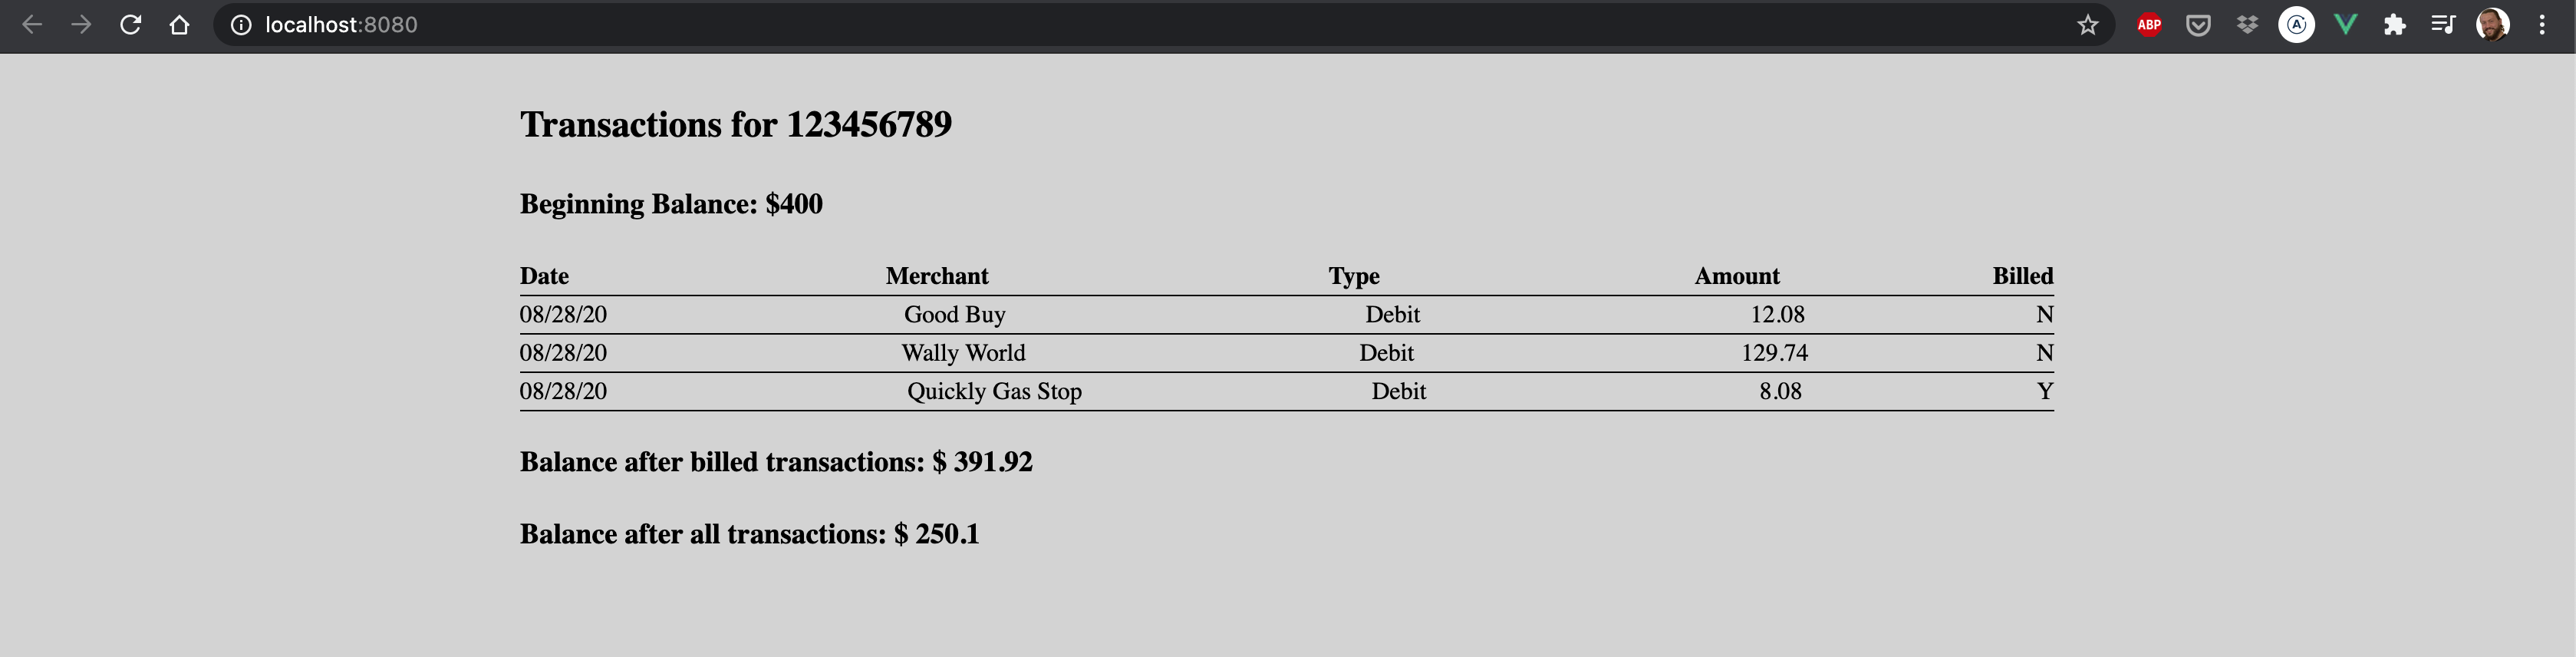 localhost:8080
ABP
A
Transactions for 123456789
Beginning Balance: $400
Date Merchant Type Amount Billed
08/28/20 Good Buy Debit 12.08 N
08/28/20 Wally World Debit 129.74 N
08/28/20 Quickly Gas Stop Debit 8.08 Y
Balance after billed transactions: $ 391.92
Balance after all transactions: $ 250.1